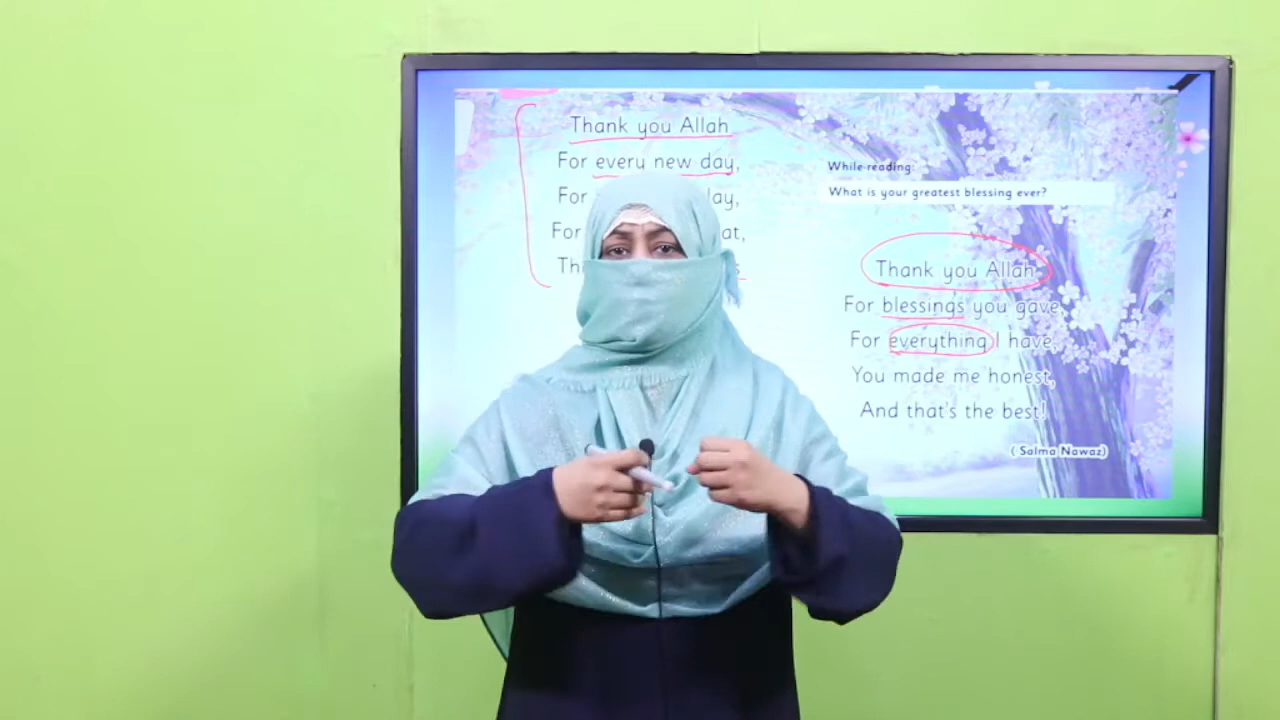 Thank you Allah
For every new day,
For
For
While-reading:
What is your greatest blessing ever?
Thank you Allah,
For blessings you gave,
For everything I have,
You made me honest,
And that's the best!
( Salma Nawaz)